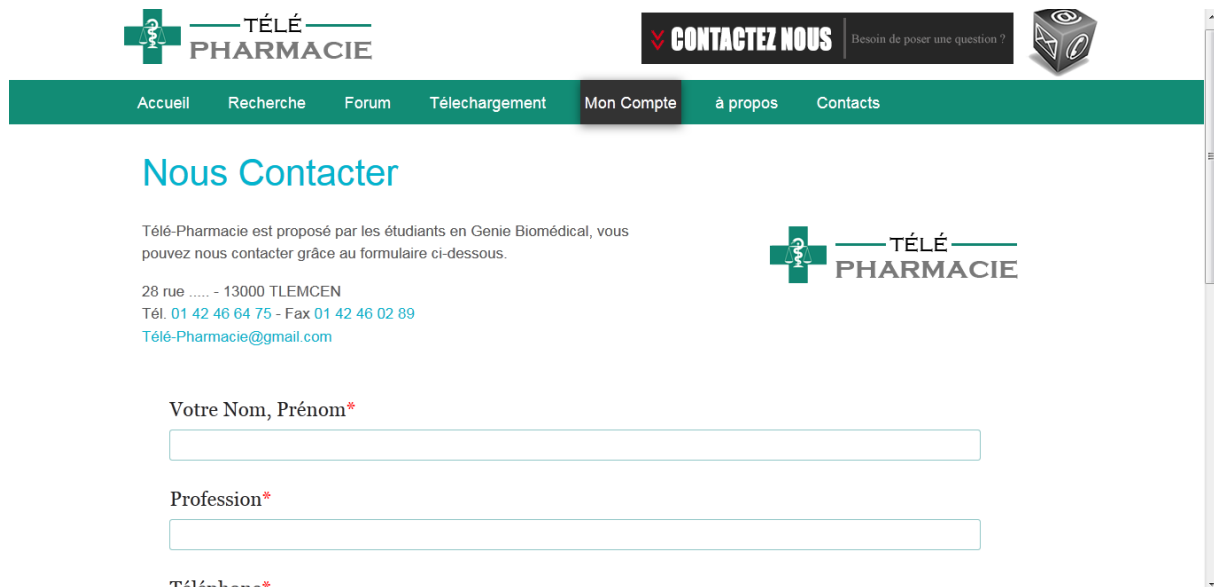 TÉLÉ
PHARMACIE
CONTACTEZ NOUS Besoin de poser une question ?
Accueil Recherche Forum Télechargement Mon Compte à propos Contacts
Nous Contacter
Télé-Pharmacie est proposé par les étudiants en Genie Biomédical, vous
pouvez nous contacter grâce au formulaire ci-dessous.
TÉLÉ
PHARMACIE
28 rue ..... - 13000 TLEMCEN
Tél. 01 42 46 64 75 - Fax 01 42 46 02 89
Télé-Pharmacie@gmail.com
Votre Nom, Prénom*
Profession*
Téléphone*